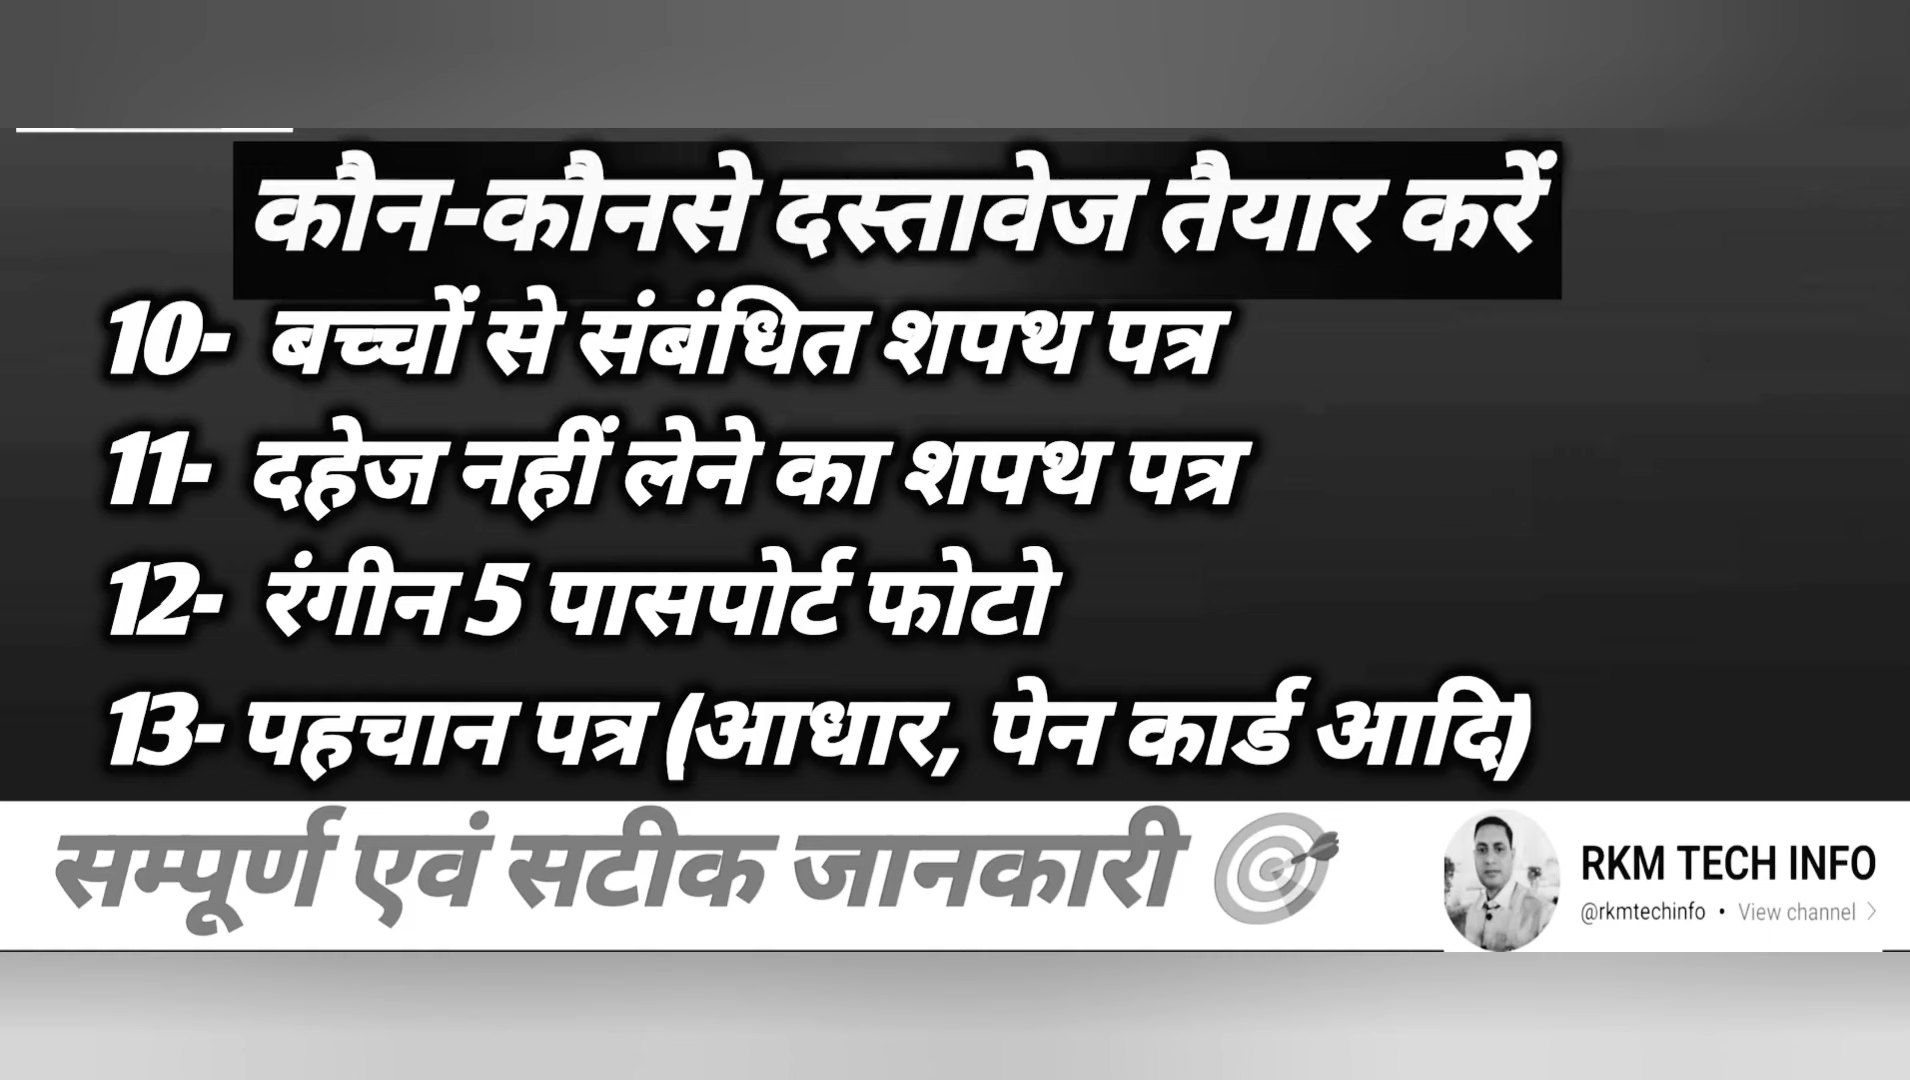 कौन-कौनसे दस्तावेज तैयार करें
10- बच्चों से संबंधित शपथ पत्र
11- दहेज नहीं लेने का शपथ पत्र
12- रंगीन 5 पासपोर्ट फोटो
13- पहचान पत्र (आधार, पेन कार्ड आदि)
सम्पूर्ण एवं सटीक जानकारी
RKM TECH INFO
@rkmtechinfo • View channel >